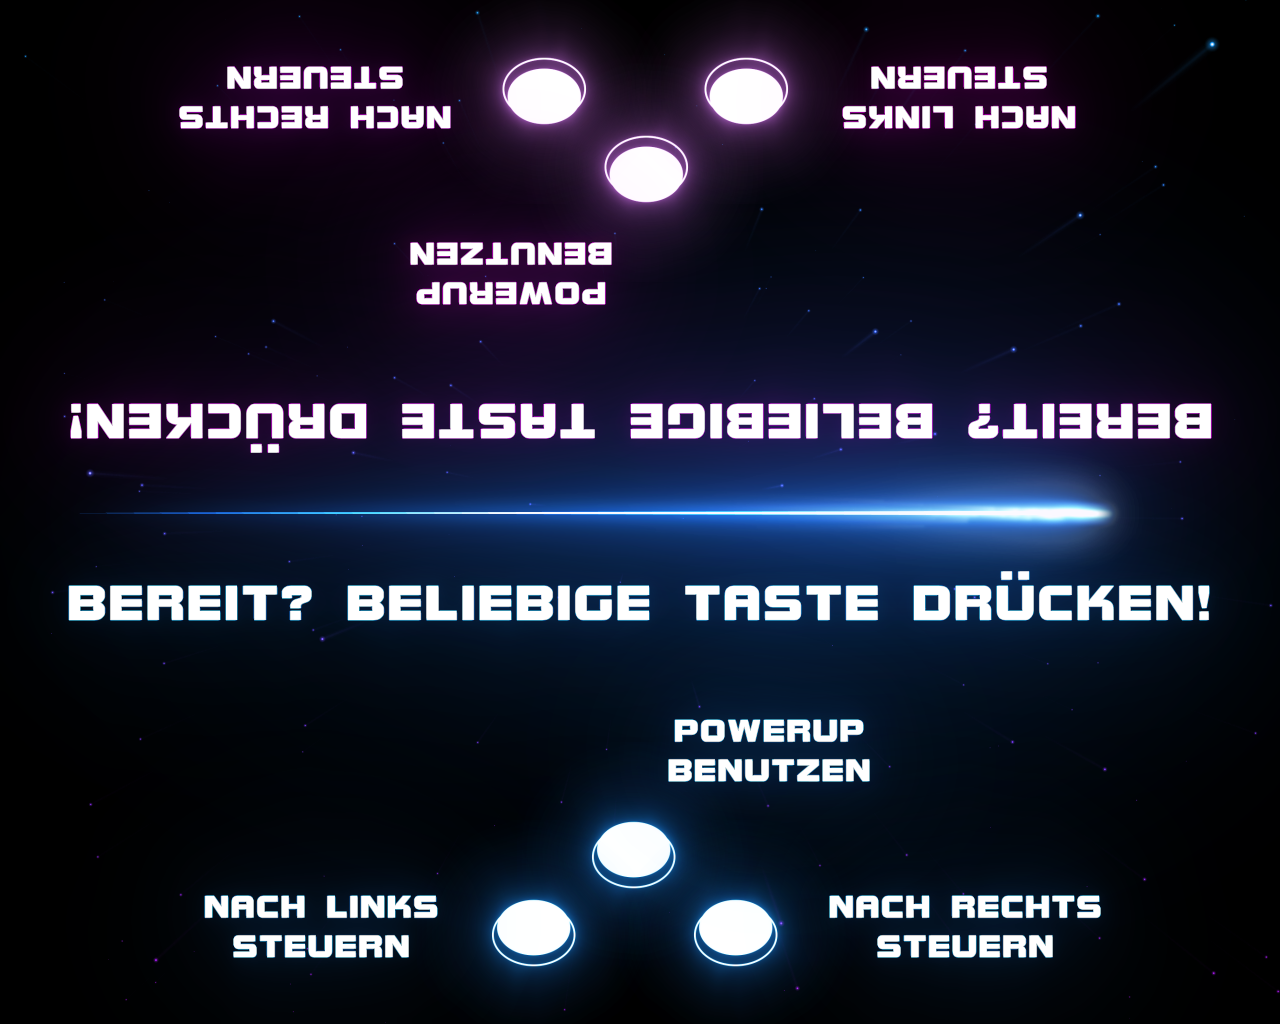 NACH RECHTS
STEUERN
NACH LINKS
STEUERN
POWERUP
BENUTZEN
BEREIT? BELIEBIGE TASTE DRÜCKEN!
BEREIT? BELIEBIGE TASTE DRÜCKEN!
POWERUP
BENUTZEN
NACH LINKS
STEUERN
NACH RECHTS
STEUERN